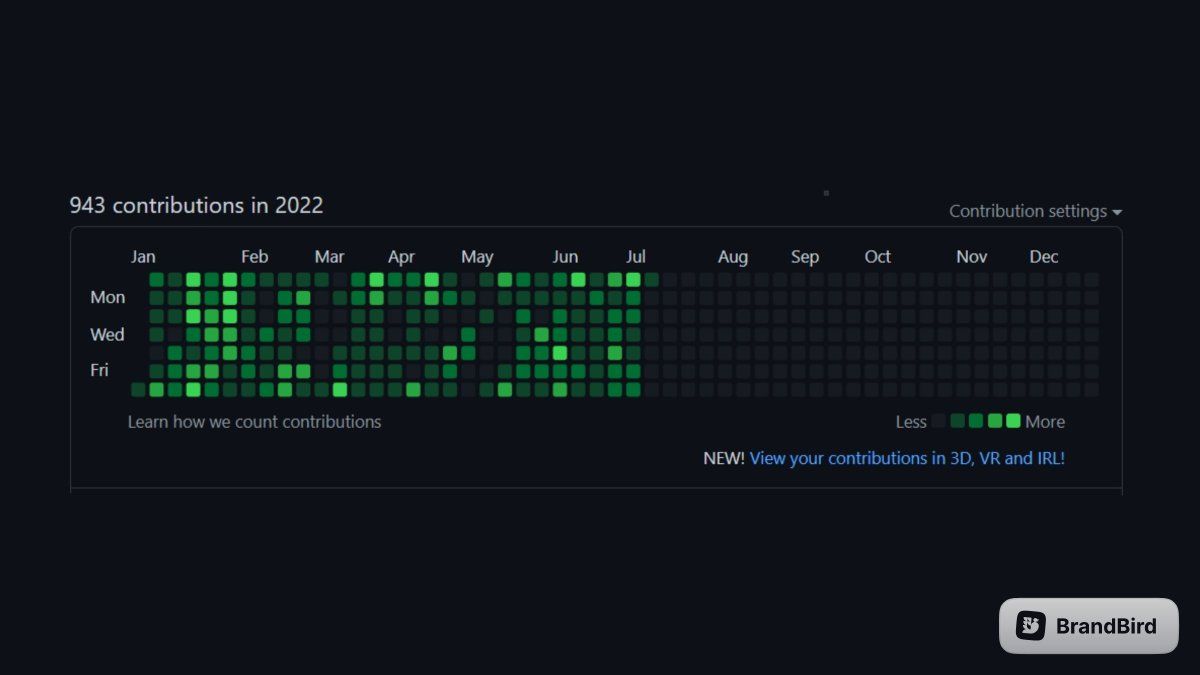 943 contributions in 2022
Contribution settings
Jan Feb Mar Apr May Jun Jul Aug Sep Oct Nov Dec
Mon
Wed
Fri
Learn how we count contributions
Less More
NEW! View your contributions in 3D, VR and IRL!
BrandBird